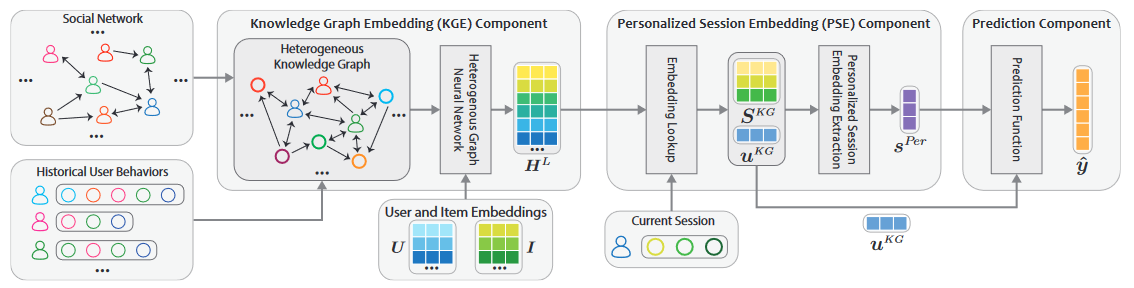 Social Network
...
...
...
...
Historical User Behaviors
...
Knowledge Graph Embedding (KGE) Component
Heterogeneous
Knowledge Graph
...
...
...
Heterogenous Graph
Neural Network
...
H^L
User and Item Embeddings
U
...
I
...
Personalized Session Embedding (PSE) Component
Embedding Lookup
S^KG
u^KG
Personalized Session
Embedding Extraction
s^Per
Current Session
u^KG
Prediction Component
Prediction Function
ŷ